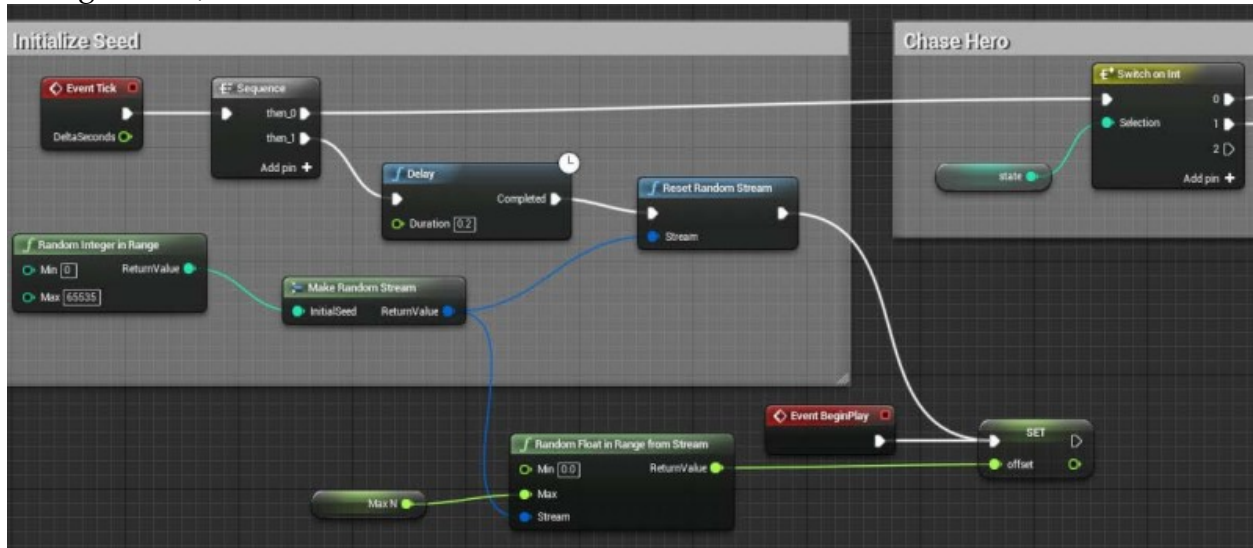 Initialize Seed
Event Tick
DeltaSeconds
Sequence
then_0
then_1
Add pin +
Delay
Completed
Duration 0.2
Reset Random Stream
Stream
Random Integer in Range
Min 0 ReturnValue
Max 65535
Make Random Stream
InitialSeed ReturnValue
Chase Hero
Switch on Int
0
Selection 1
2
Add pin +
state
Event BeginPlay
SET
offset
Random Float in Range from Stream
Min 0.0 ReturnValue
Max
Stream
Max N